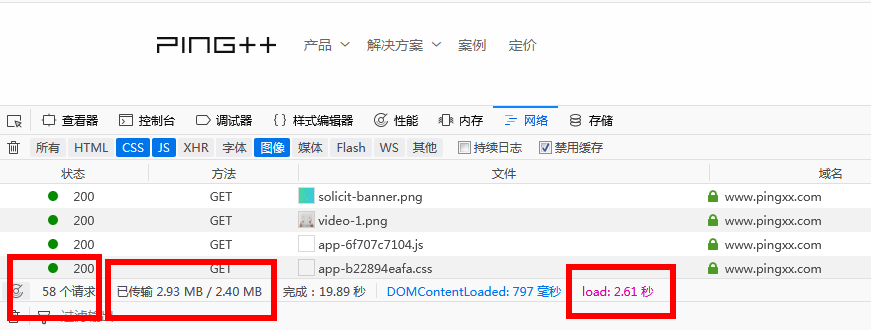 PING++ 产品 解决方案 案例 定价
查看器 控制台 调试器 {} 样式编辑器 性能 内存 网络 存储
所有 HTML CSS JS XHR 字体 图像 媒体 Flash WS 其他 持续日志 禁用缓存
状态 方法 文件 域名
200 GET solicit-banner.png www.pingxx.com
200 GET video-1.png www.pingxx.com
200 GET app-6f707c7104.js www.pingxx.com
200 GET app-b22894eafa.css www.pingxx.com
58 个请求 已传输 2.93 MB / 2.40 MB 完成：19.89 秒 DOMContentLoaded: 797 毫秒 load: 2.61 秒
过滤输出